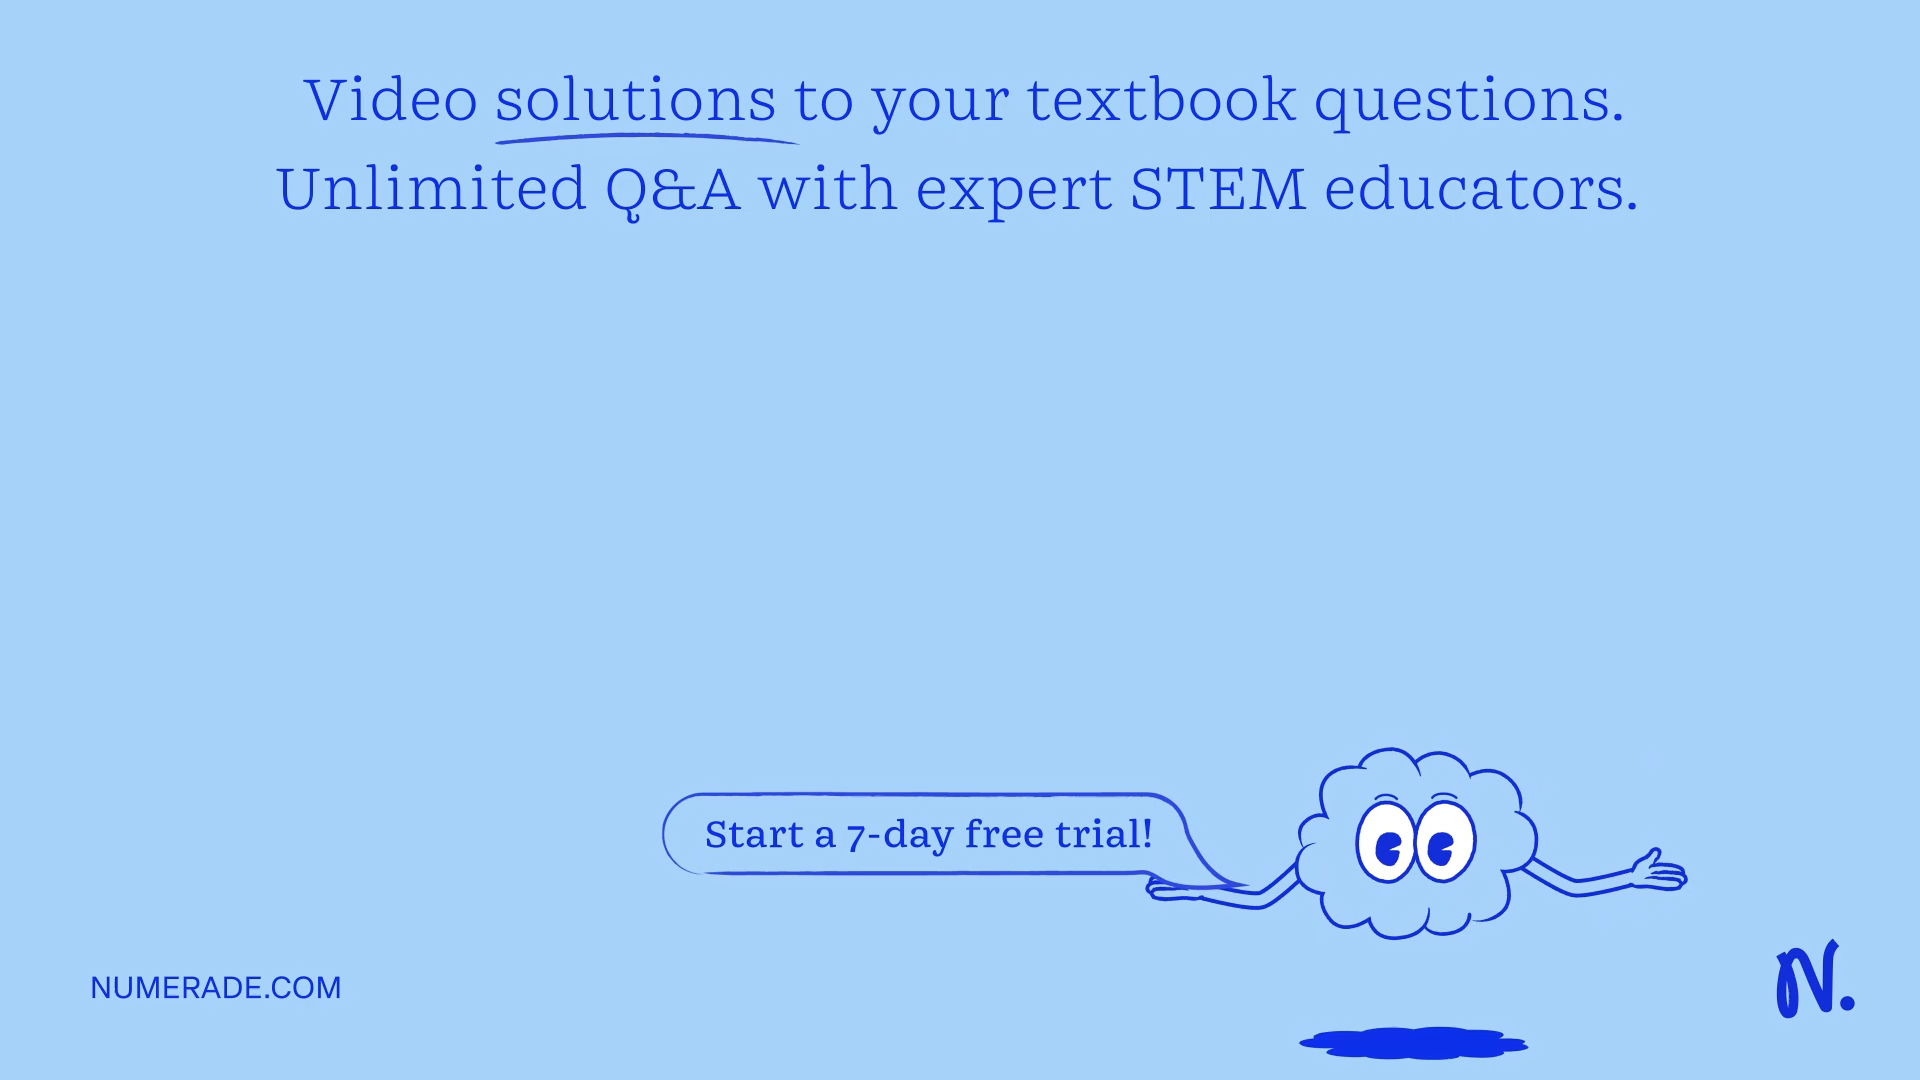 Video solutions to your textbook questions.
Unlimited Q&A with expert STEM educators.
Start a 7-day free trial!
NUMERADE.COM
N.